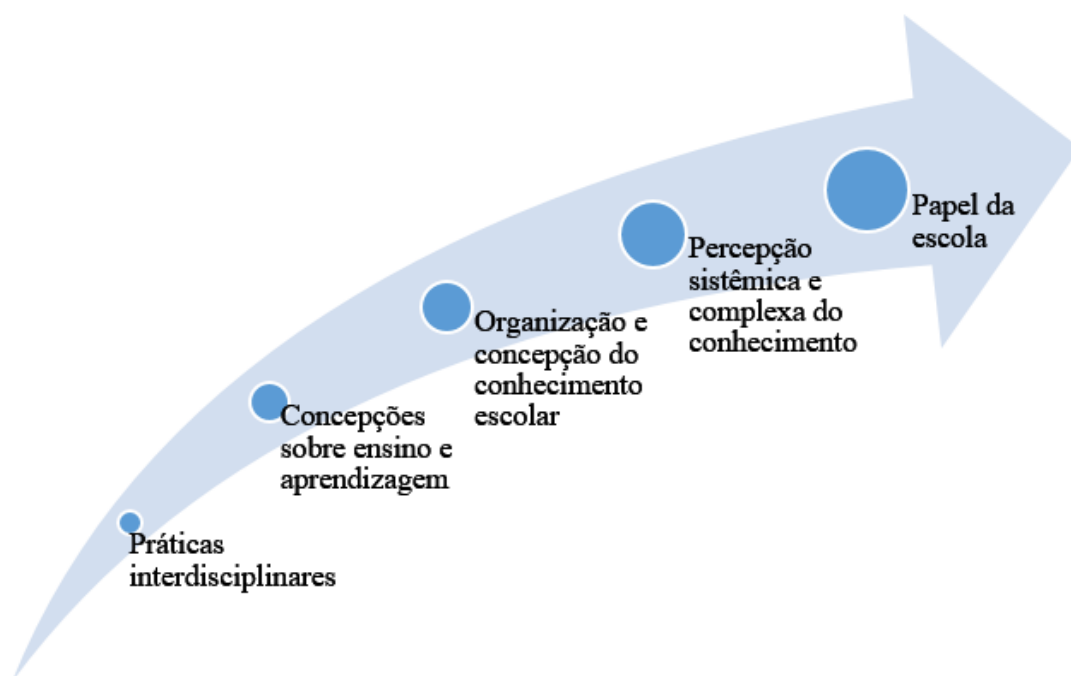 Práticas
interdisciplinares
Concepções
sobre ensino e
aprendizagem
Organização e
concepção do
conhecimento
escolar
Percepção
sistêmica e
complexa do
conhecimento
Papel da
escola